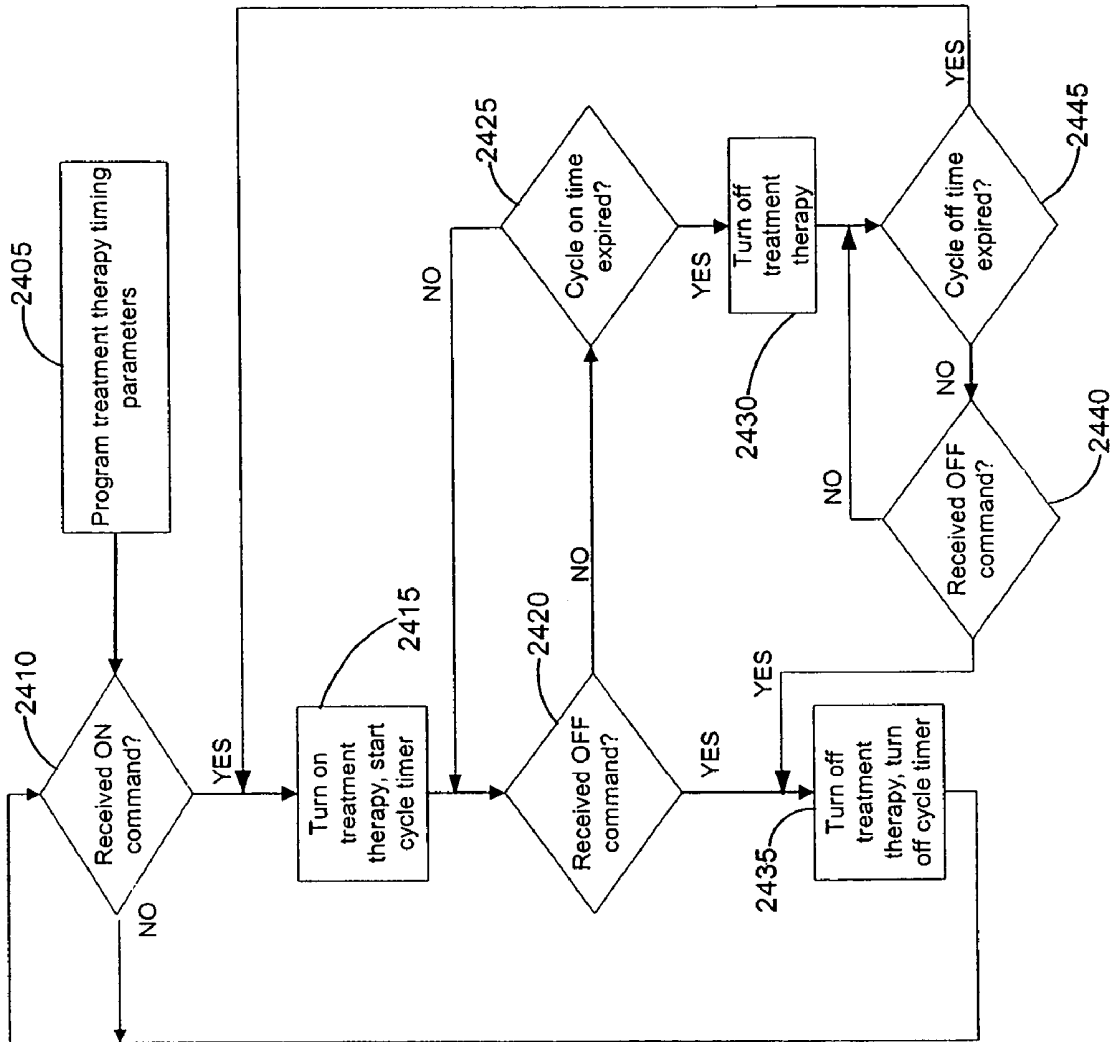 2405
Program treatment therapy timing
parameters
2410
Received ON
command?
NO
YES
2415
Turn on
treatment
therapy, start
cycle timer
2420
Received OFF
command?
NO
YES
2425
Cycle on time
expired?
NO
YES
2430
Turn off
treatment
therapy
2435
Turn off
treatment
therapy, turn
off cycle timer
2445
Cycle off time
expired?
YES
NO
2440
Received OFF
command?
NO
YES